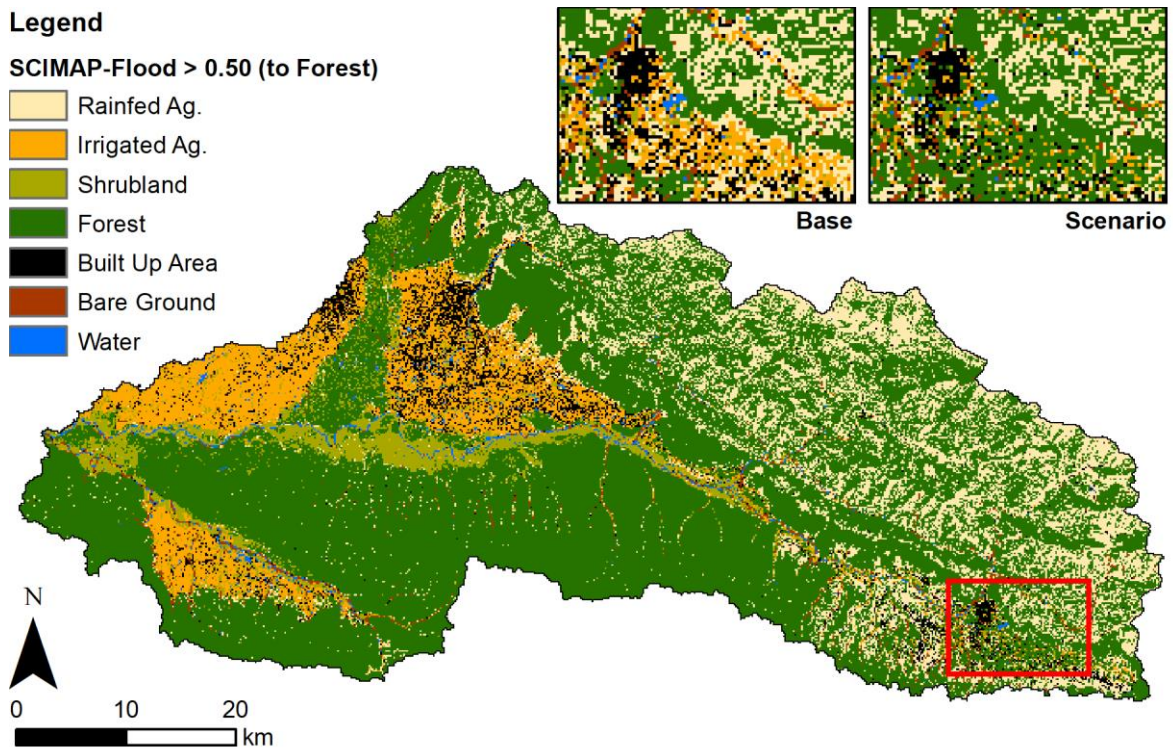 Legend
SCIMAP-Flood > 0.50 (to Forest)
Rainfed Ag.
Irrigated Ag.
Shrubland
Forest
Built Up Area
Bare Ground
Water
Base
Scenario
N
0 10 20
km